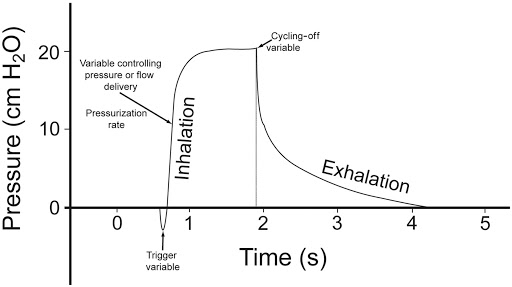 Pressure (cm H₂O)
20
10
0
Variable controlling
pressure or flow
delivery
Pressurization
rate
Inhalation
Cycling-off
variable
Exhalation
0
1
2
3
4
5
Trigger
variable
Time (s)